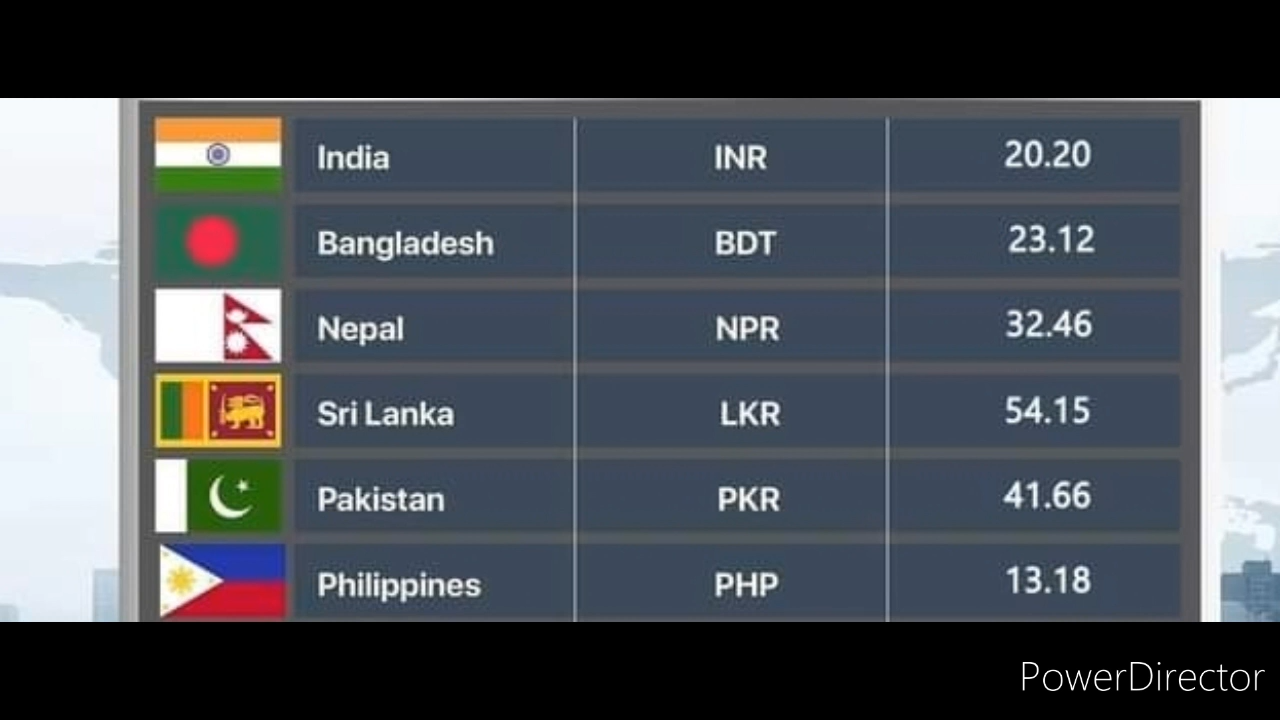 India INR 20.20
Bangladesh BDT 23.12
Nepal NPR 32.46
Sri Lanka LKR 54.15
Pakistan PKR 41.66
Philippines PHP 13.18
PowerDirector